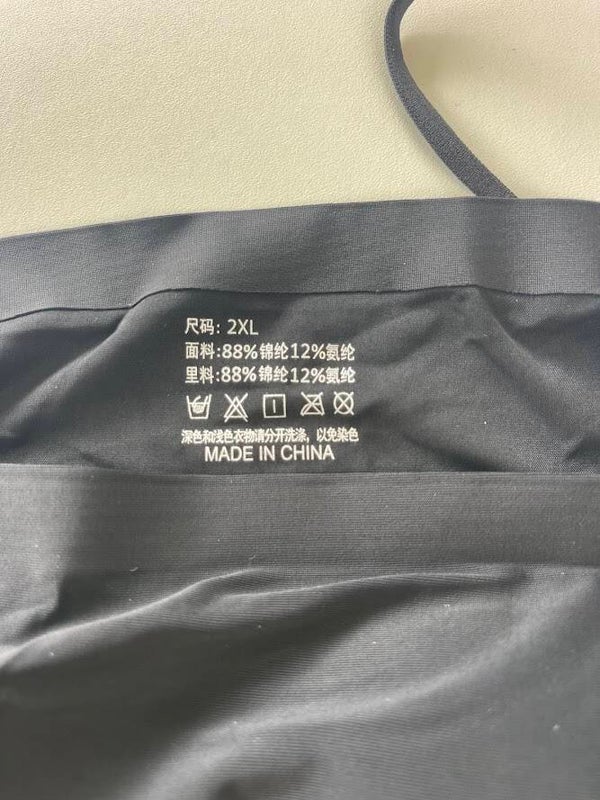 尺码: 2XL
面料:88%锦纶12%氨纶
里料:88%锦纶12%氨纶
深色和浅色衣物请分开洗涤，以免染色
MADE IN CHINA